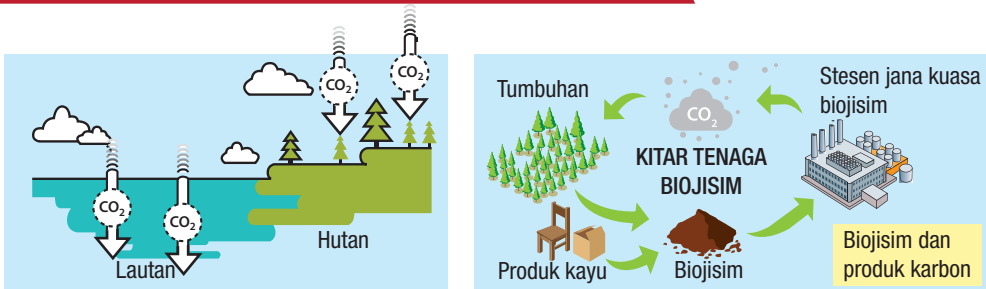 CO₂
CO₂
CO₂
CO₂
Lautan
Hutan
Tumbuhan
CO₂
Stesen jana kuasa
biojisim
KITAR TENAGA
BIOJISIM
Produk kayu
Biojisim
Biojisim dan
produk karbon